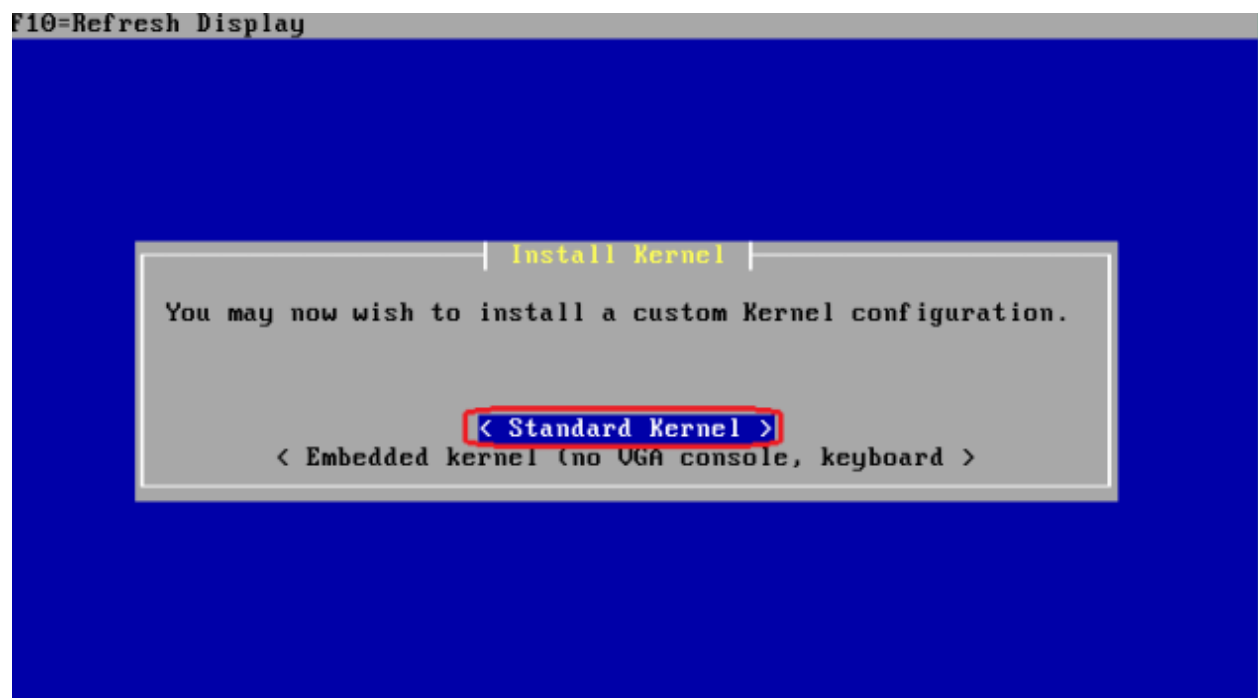 F10=Refresh Display
Install Kernel
You may now wish to install a custom Kernel configuration.
< Standard Kernel >
< Embedded kernel (no VGA console, keyboard >